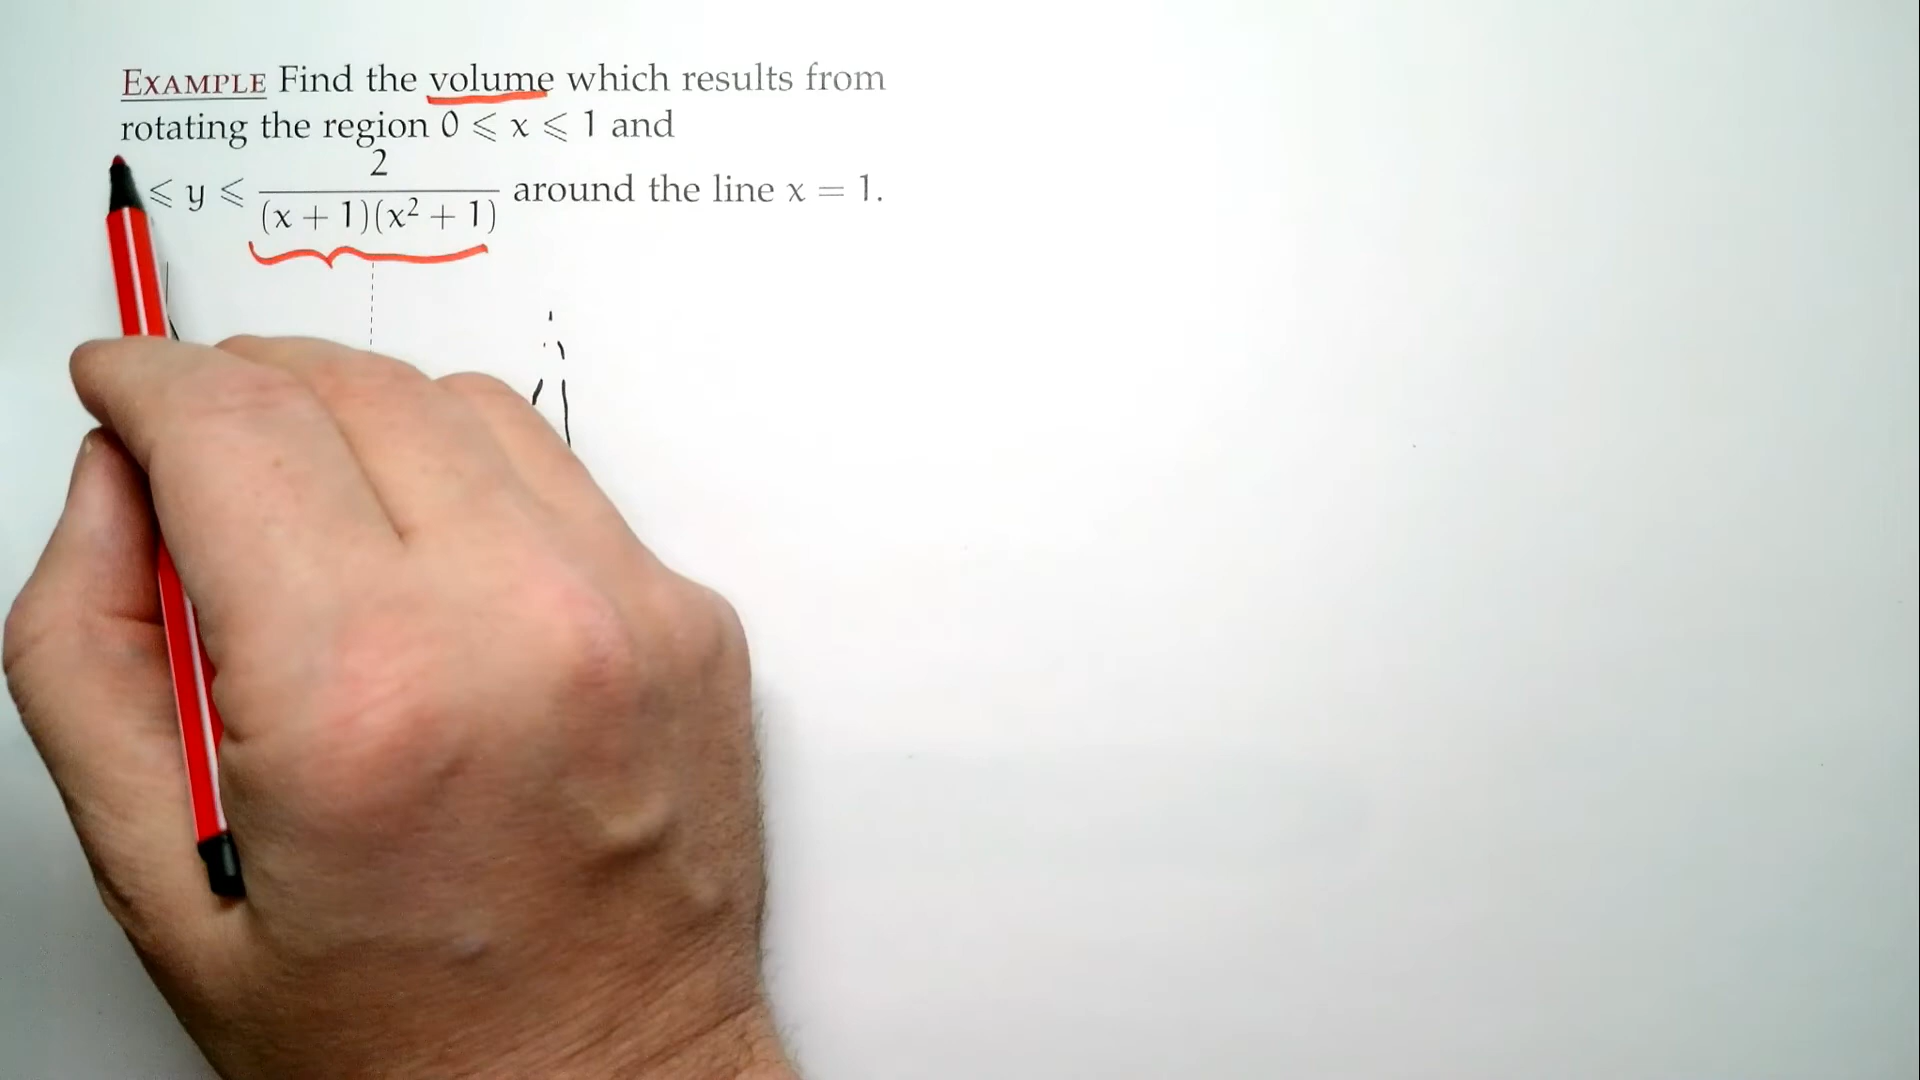 EXAMPLE Find the volume which results from
rotating the region 0 ⩽ x ⩽ 1 and
⩽ y ⩽ 2/((x + 1)(x² + 1)) around the line x = 1.